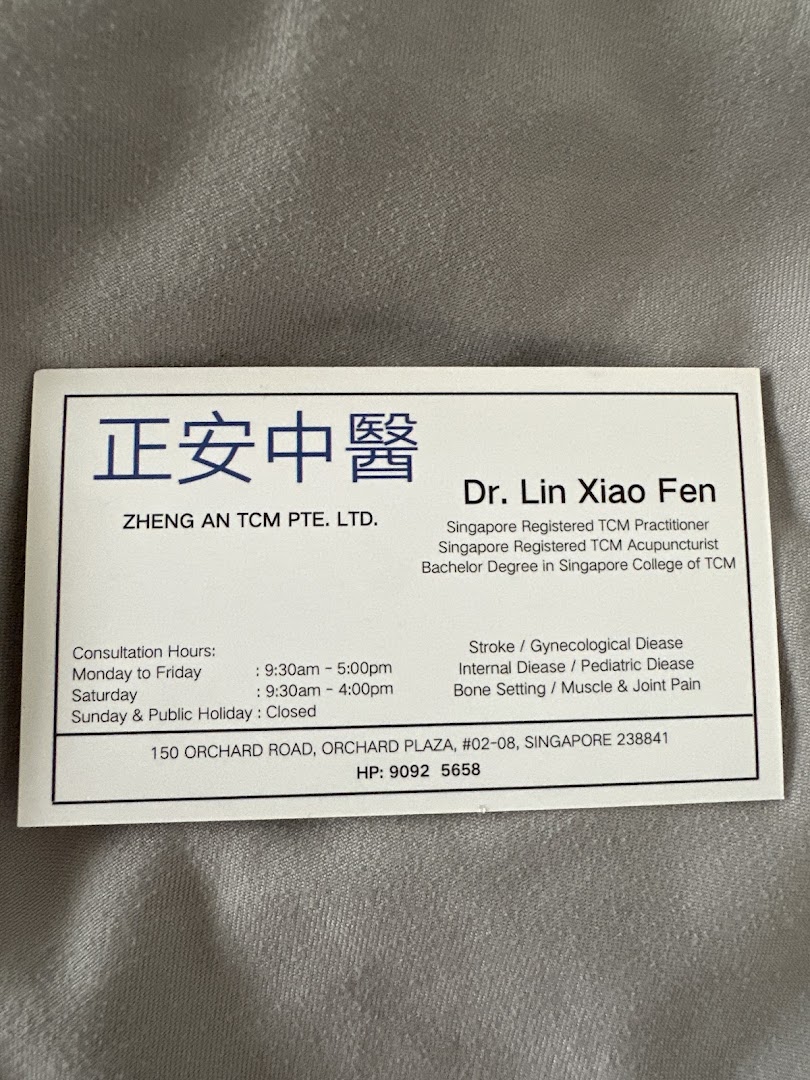 正安中醫
ZHENG AN TCM PTE. LTD.
Dr. Lin Xiao Fen
Singapore Registered TCM Practitioner
Singapore Registered TCM Acupuncturist
Bachelor Degree in Singapore College of TCM
Consultation Hours:
Monday to Friday : 9:30am - 5:00pm
Saturday : 9:30am - 4:00pm
Sunday & Public Holiday : Closed
Stroke / Gynecological Diease
Internal Diease / Pediatric Diease
Bone Setting / Muscle & Joint Pain
150 ORCHARD ROAD, ORCHARD PLAZA, #02-08, SINGAPORE 238841
HP: 9092 5658